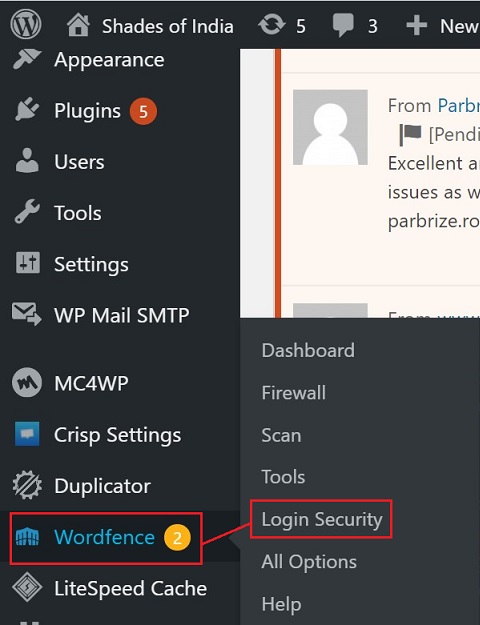 Shades of India 5 3 New
Appearance
Plugins 5
Users
Tools
Settings
WP Mail SMTP
MC4WP
Crisp Settings
Duplicator
Wordfence 2
LiteSpeed Cache
From Parbr
[Pendi
Excellent a
issues as w
parbrize.ro
From www
Dashboard
Firewall
Scan
Tools
Login Security
All Options
Help